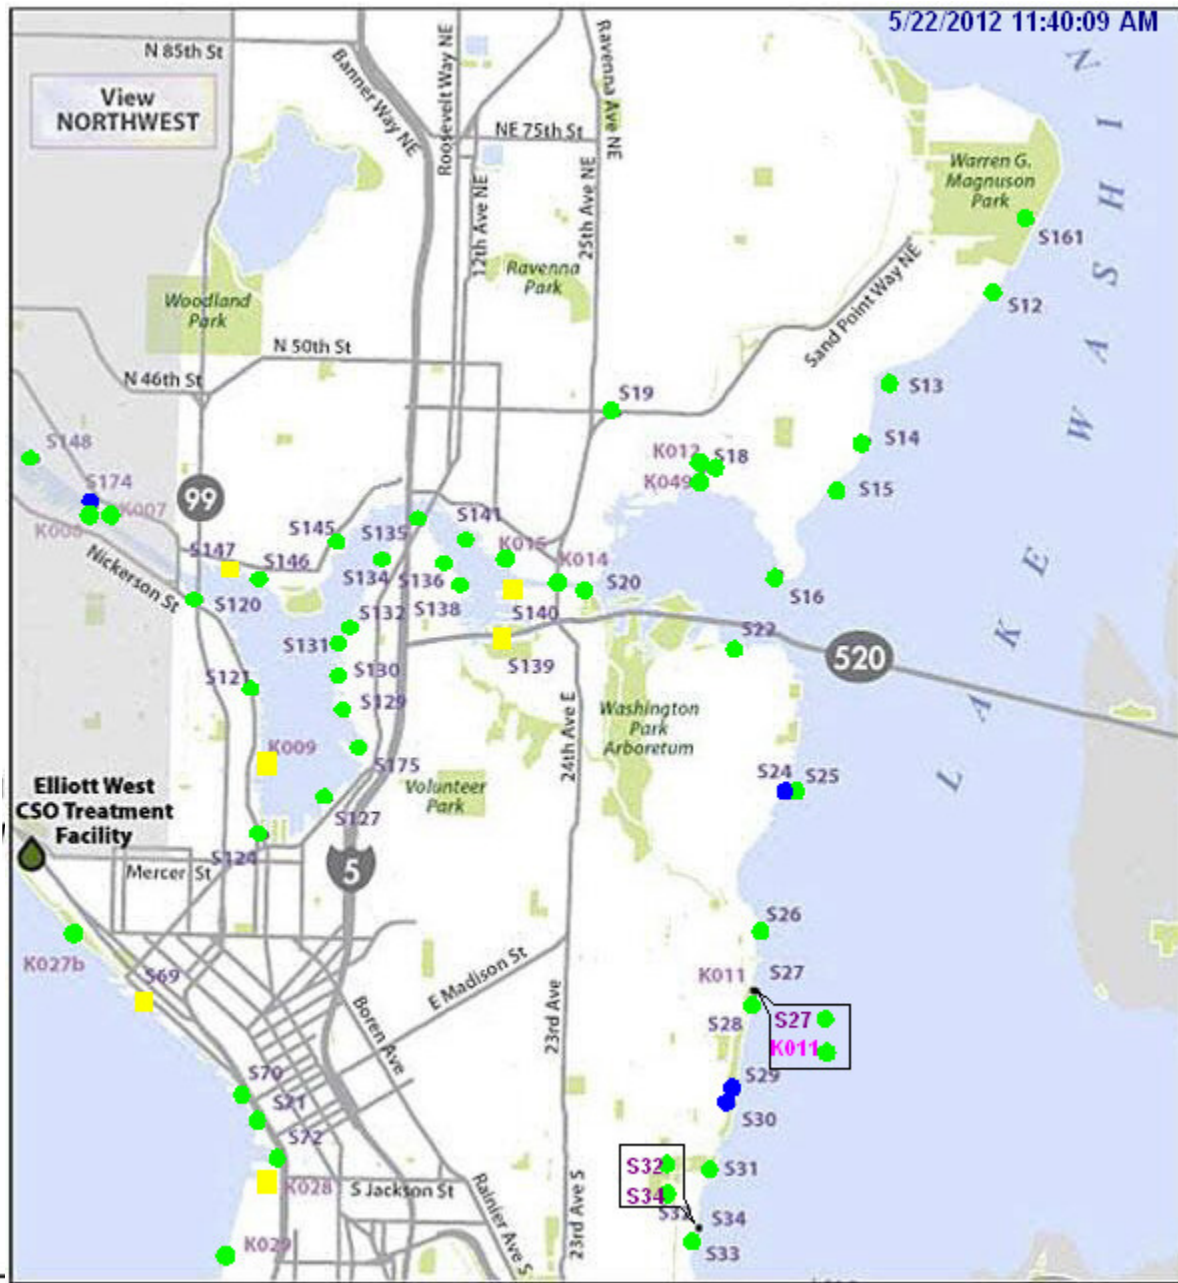 5/22/2012 11:40:09 AM
N 85th St
Banner Way NE
Roosevelt Way NE
Ravenna Ave NE
View
NORTHWEST
NE 75th St
12th Ave NE
25th Ave NE
Warren G.
Magnuson
Park
S161
Ravenna
Park
Woodland
Park
Sand Point Way NE
S12
N 50th St
N 46th St
S13
S19
S148
K012
S18
S14
S174
K049
S15
K008
K007
99
S145
S135
S141
Nickerson St
S147
S146
S134
S136
K015
K014
S120
S132
S138
S140
S20
S16
S131
S139
S22
520
S121
S130
S129
24th Ave E
Washington
Park
Arboretum
K009
S175
Volunteer
Park
S24
S25
Elliott West
CSO Treatment
Facility
S127
S124
Mercer St
5
LAKE WASHIN
S26
K027b
S69
E Madison St
K011
S27
Boren Ave
23rd Ave
S28
S27
K011
S70
S29
S71
S30
S72
S32
S31
K028
S Jackson St
S34
S32
S34
Rainier Ave S
23rd Ave S
K029
S33